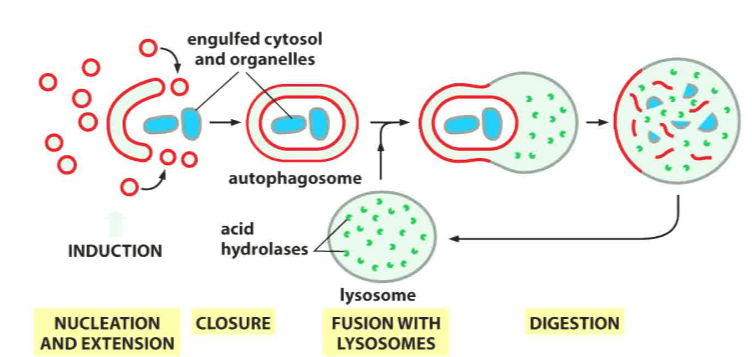 engulfed cytosol
and organelles
autophagosome
INDUCTION
acid
hydrolases
lysosome
NUCLEATION
AND EXTENSION
CLOSURE
FUSION WITH
LYSOSOMES
DIGESTION